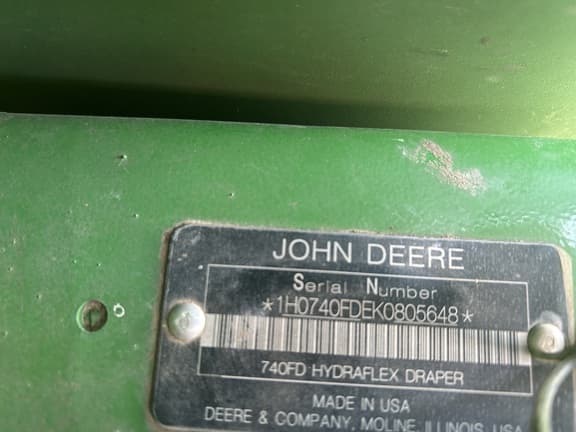 JOHN DEERE
Serial Number
*1H0740FDEK0805648*
740FD HYDRAFLEX DRAPER
MADE IN USA
DEERE & COMPANY, MOLINE, ILLINOIS, USA